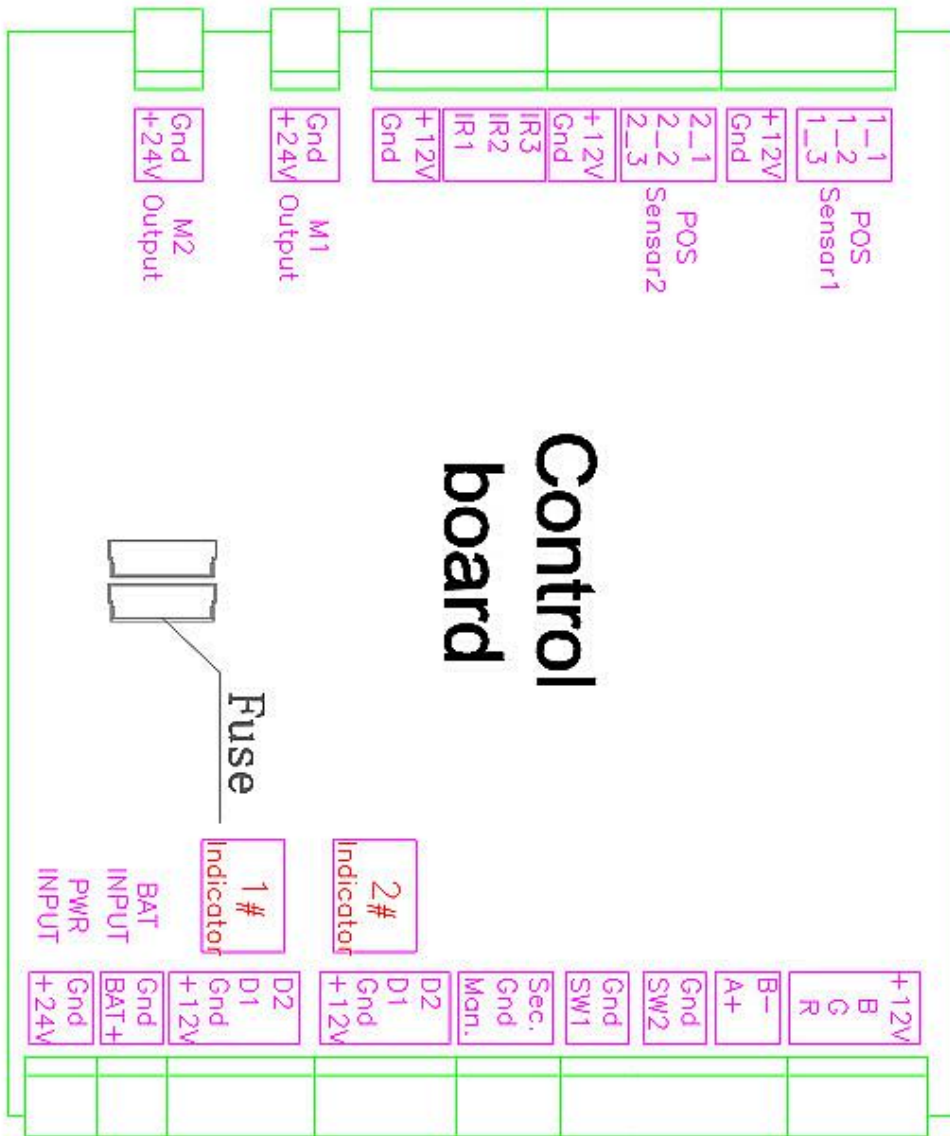 1_1
1_2
1_3
POS
Sensar1
+12V
Gnd
2_1
2_2
2_3
POS
Sensar2
+12V
Gnd
IR3
IR2
IR1
+12V
Gnd
M1
Output
Gnd
+24V
M2
Output
Gnd
+24V
Control
board
Fuse
+12V
B
G
R
B-
A+
Gnd
SW2
Gnd
SW1
Sec.
Gnd
Man.
2#
Indicator
D2
D1
Gnd
+12V
1#
Indicator
D2
D1
Gnd
+12V
BAT
INPUT
Gnd
BAT+
PWR
INPUT
Gnd
+24V